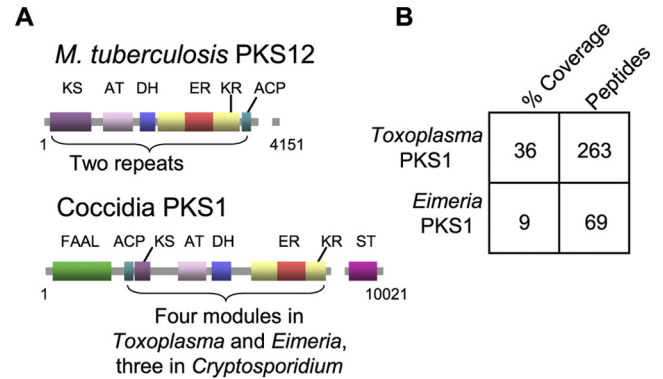 A
M. tuberculosis PKS12
KS AT DH ER KR ACP
1 4151
Two repeats
Coccidia PKS1
FAAL ACP KS AT DH ER KR ST
1 10021
Four modules in
Toxoplasma and Eimeria,
three in Cryptosporidium
B
% Coverage Peptides
Toxoplasma
PKS1
36 263
Eimeria
PKS1
9 69